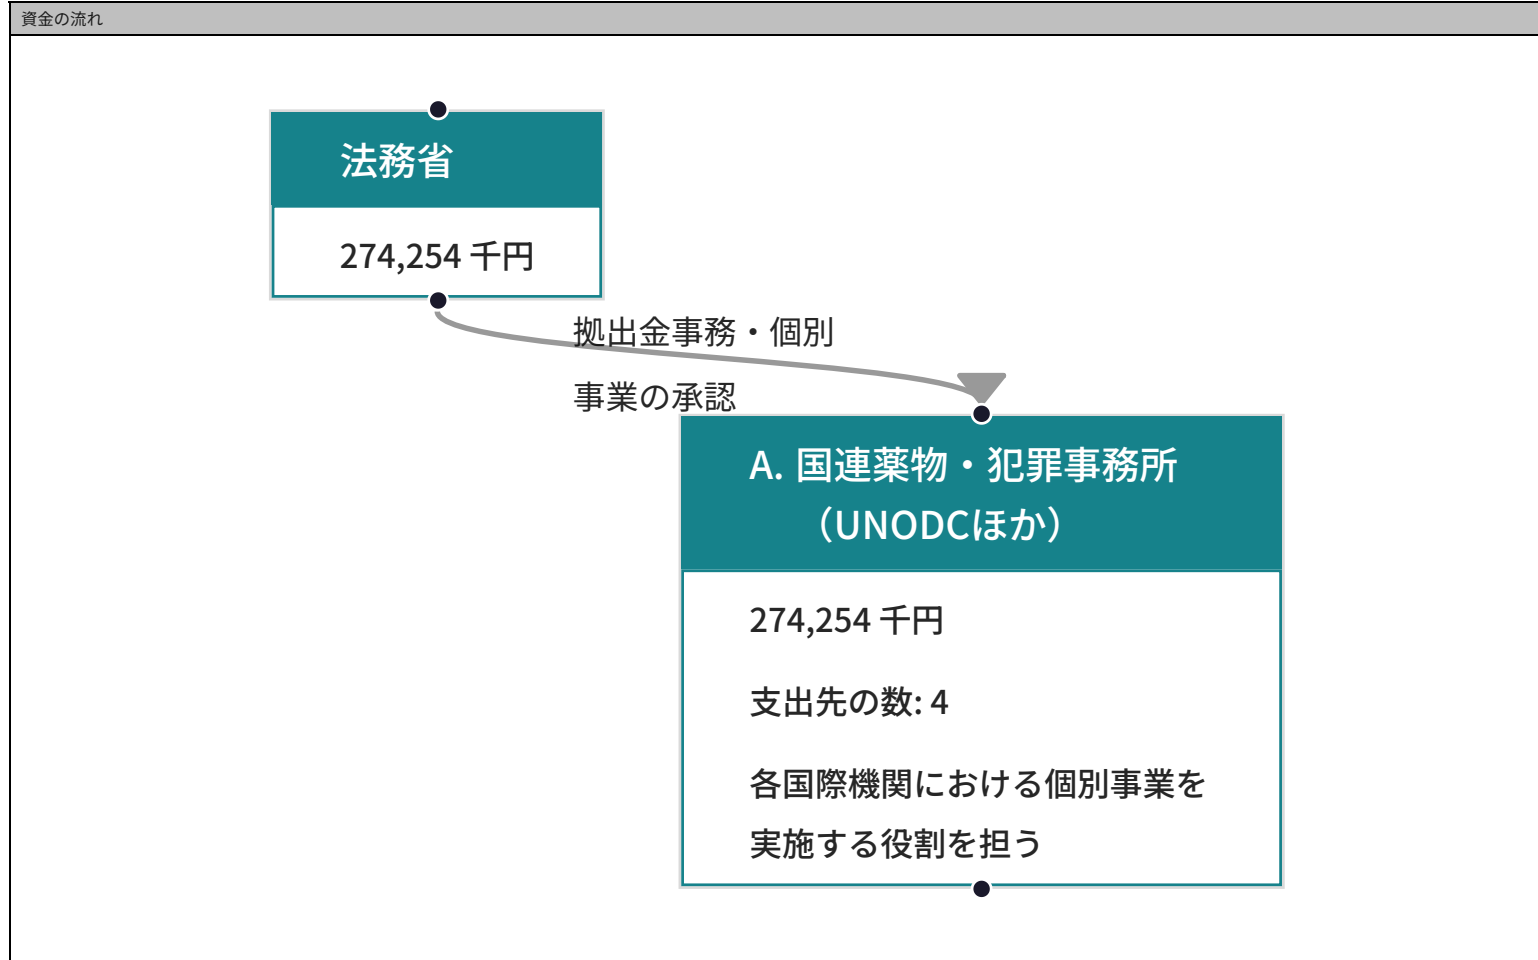 資金の流れ
法務省
274,254 千円
拠出金事務・個別
事業の承認
A. 国連薬物・犯罪事務所
（UNODCほか）
274,254 千円
支出先の数: 4
各国際機関における個別事業を
実施する役割を担う